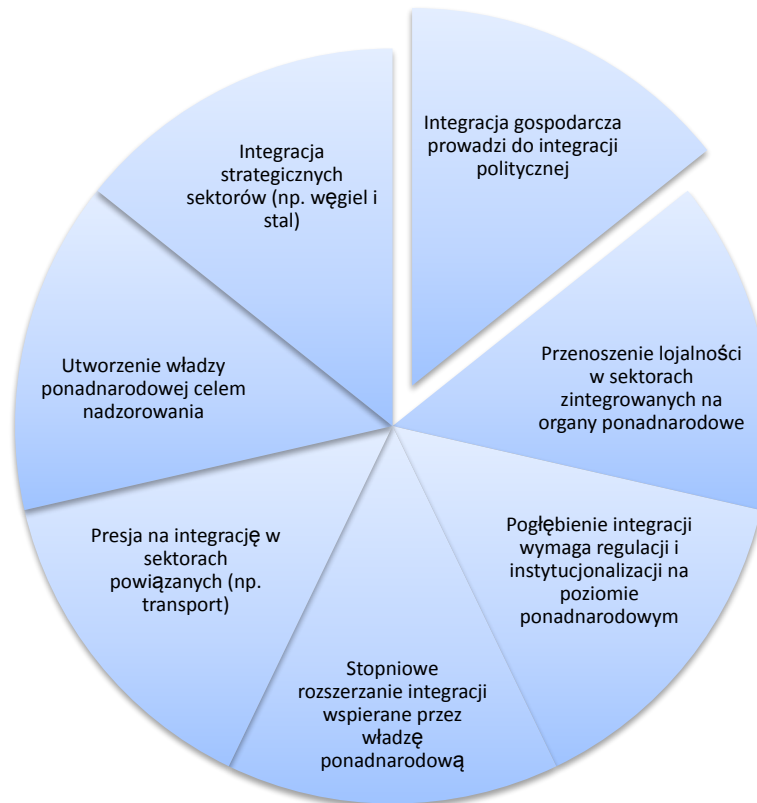 Integracja gospodarcza
prowadzi do integracji
politycznej
Przenoszenie lojalności
w sektorach
zintegrowanych na
organy ponadnarodowe
Pogłębienie integracji
wymaga regulacji i
instytucjonalizacji na
poziomie
ponadnarodowym
Stopniowe
rozszerzanie integracji
wspierane przez
władzę
ponadnarodową
Presja na integrację w
sektorach
powiązanych (np.
transport)
Utworzenie władzy
ponadnarodowej celem
nadzorowania
Integracja
strategicznych
sektorów (np. węgiel i
stal)